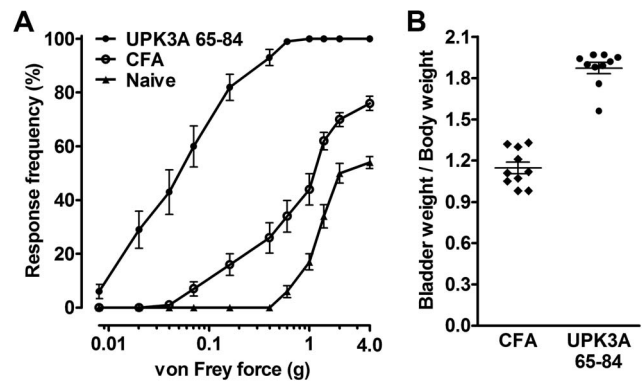 A
UPK3A 65-84
CFA
Naive
Response frequency (%)
100
80
60
40
20
0
0.01
0.1
1
4.0
von Frey force (g)
B
Bladder weight / Body weight
2.1
1.8
1.5
1.2
0.9
0.6
0.3
0.0
CFA
UPK3A
65-84